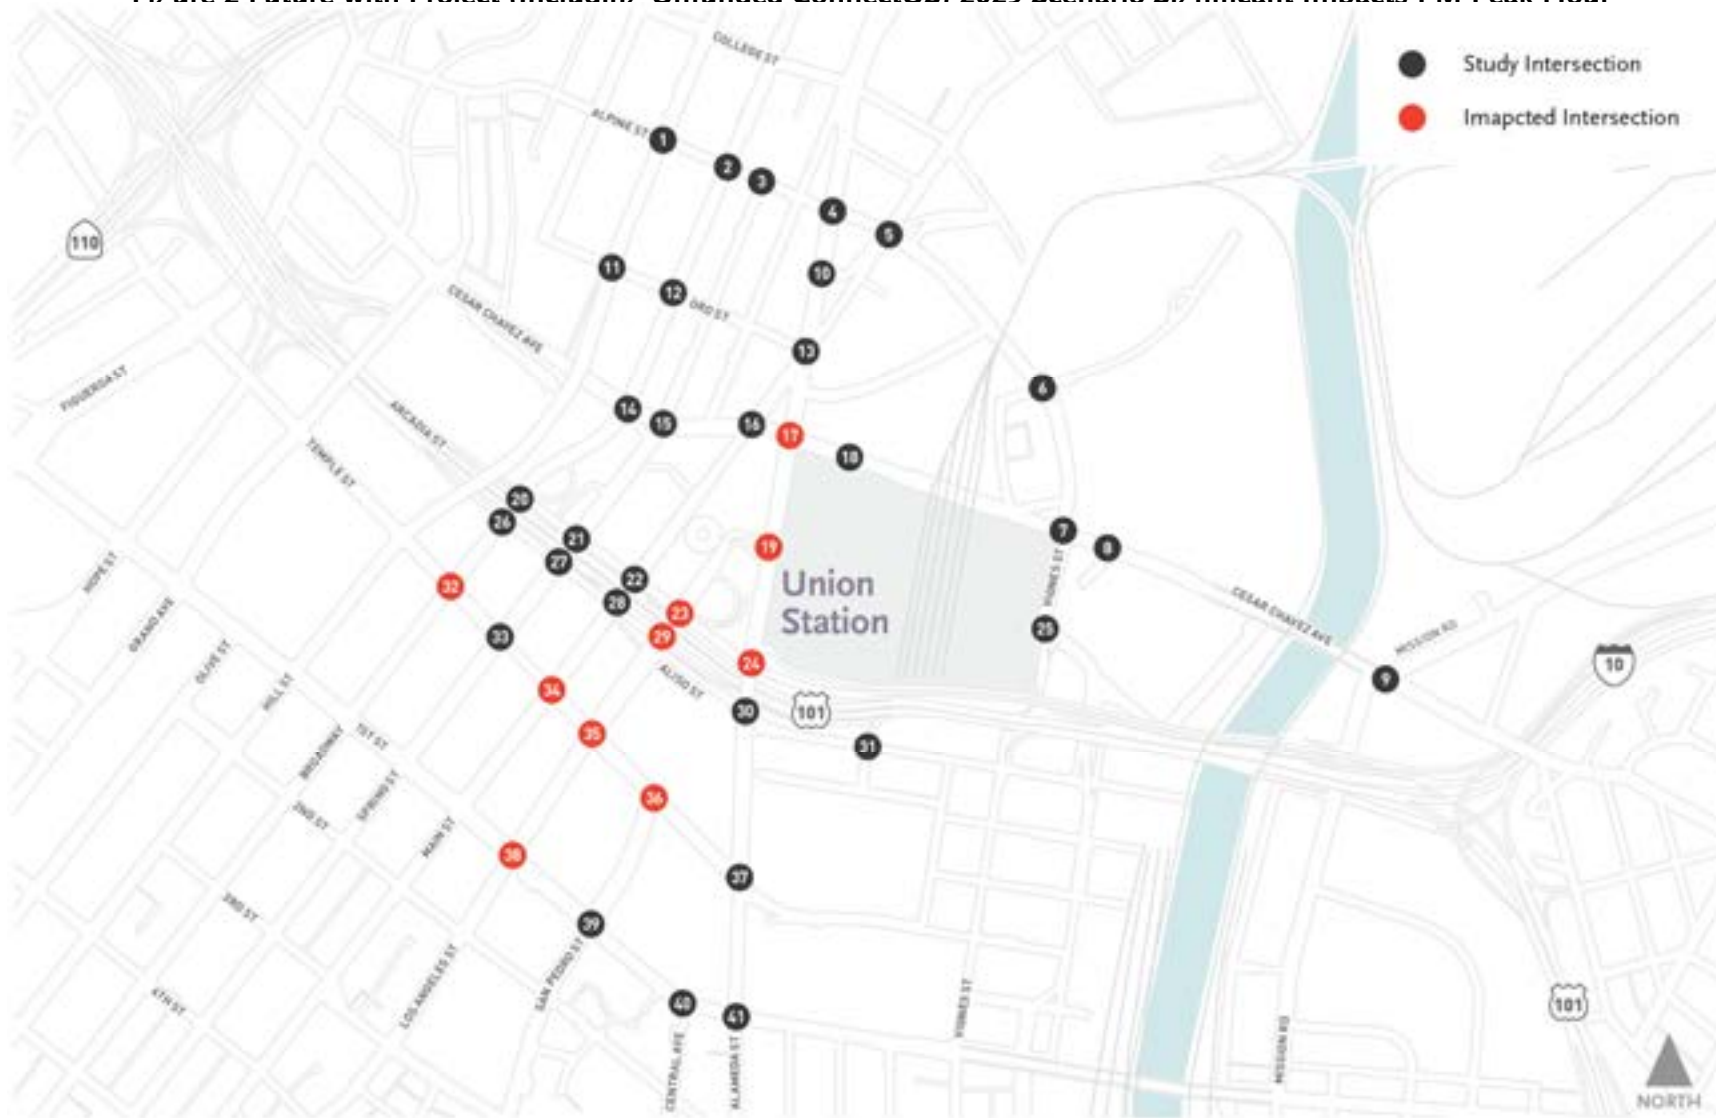 COLLEGE ST
Study Intersection
Imapcted Intersection
ALPINE ST
1
2
3
4
5
110
11
12
10
ORD ST
CESAR CHAVEZ AVE
13
6
FIGUEROA ST
ARCADIA ST
14
15
16
17
18
TEMPLE ST
20
26
21
27
19
7
8
22
28
Union
Station
VIGNES ST
HOPE ST
32
23
29
24
25
CESAR CHAVEZ AVE
MISSION RD
10
9
GRAND AVE
33
OLIVE ST
HILL ST
34
ALISO ST
30
101
31
BROADWAY
1ST ST
35
SPRING ST
2ND ST
MAIN ST
36
38
37
3RD ST
39
LOS ANGELES ST
SAN PEDRO ST
4TH ST
40
41
VIGNES ST
101
CENTRAL AVE
ALAMEDA ST
MISSION RD
NORTH